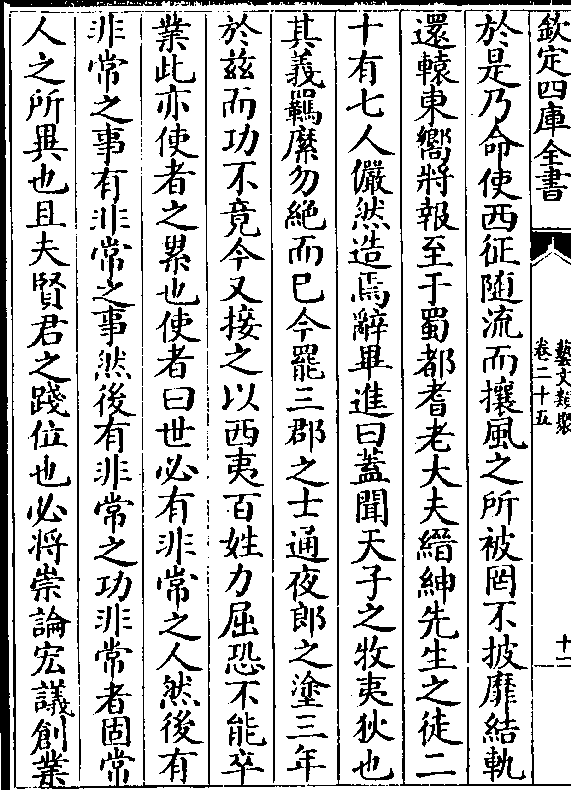 欽定四庫全書
藝文類聚
卷二十五
十一
於是乃命使西征随流而攘風之所被罔不披靡結軌
還轅東嚮將報至于蜀都耆老大夫縉紳先生之徒二
十有七人儼然造焉辭畢進曰蓋聞天子之牧夷狄也
其義羈縻勿絕而已今罷三郡之士通夜郎之塗三年
於兹而功不竟今又接之以西夷百姓力屈恐不能卒
業此亦使者之累也使者曰世必有非常之人然後有
非常之事有非常之事然後有非常之功非常者固常
人之所異也且夫賢君之踐位也必將崇論宏議創業